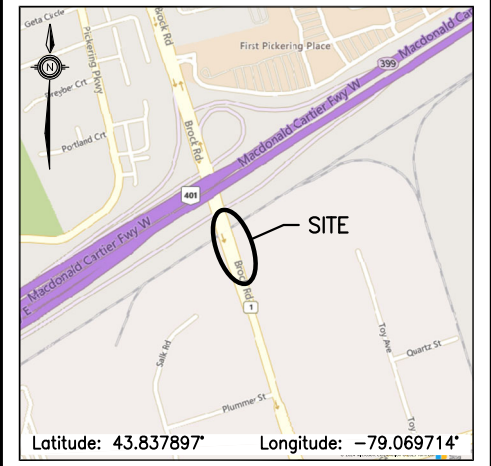 Geta Circle
Pickering Pkwy
Brock Rd
First Pickering Place
Macdonald Car
399
N
Dreyber Crt
Portland Crt
Brock Rd
Macdonald Cartier Fwy W
401
SITE
E Macdonald Cartier Fwy W
Brock Rd
1
Salk Rd
Toy Ave
Quartz St
Plummer St
Toy
Latitude: 43.837897°
Longitude: -79.069714°